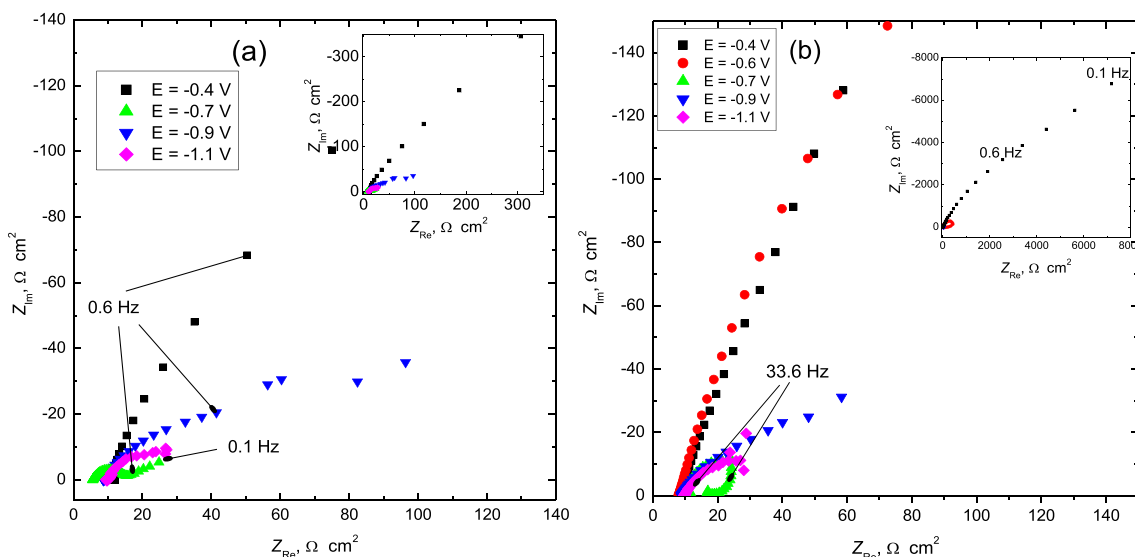 (a)
E = -0.4 V
E = -0.7 V
E = -0.9 V
E = -1.1 V
-140
-120
-100
-80
-60
-40
-20
0
Z_Im, Ω cm²
0 20 40 60 80 100 120 140
Z_Re, Ω cm²
0.6 Hz
0.1 Hz
-300
-200
-100
0
Z_Im, Ω cm²
0 100 200 300
Z_Re, Ω cm²
(b)
E = -0.4 V
E = -0.6 V
E = -0.7 V
E = -0.9 V
E = -1.1 V
-140
-120
-100
-80
-60
-40
-20
0
Z_Im, Ω cm²
0 20 40 60 80 100 120 140
Z_Re, Ω cm²
33.6 Hz
-8000
-6000
-4000
-2000
0
Z_Im, Ω cm²
0.1 Hz
0.6 Hz
0 2000 4000 6000 800
Z_Re, Ω cm²